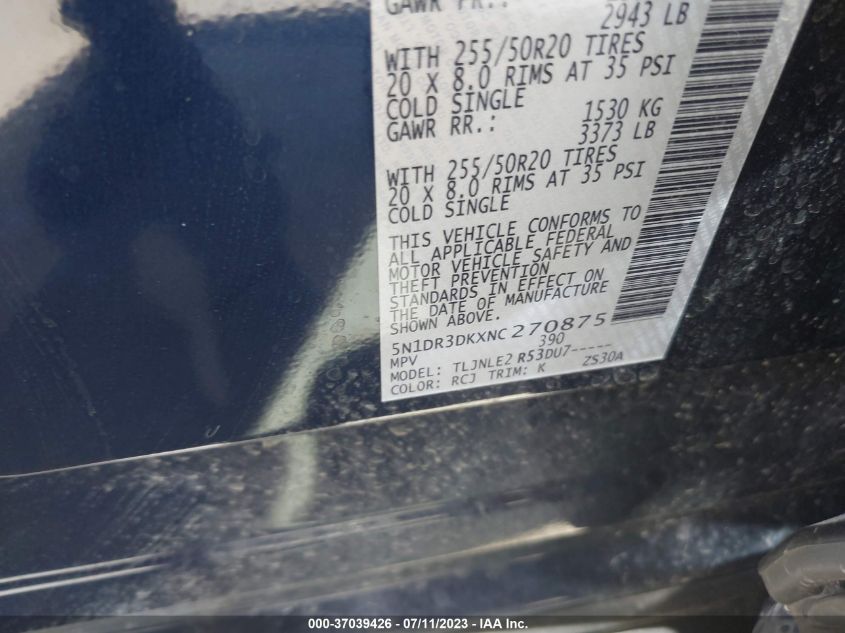 GAWR FR.:
2943 LB
WITH 255/50R20 TIRES
20 X 8.0 RIMS AT 35 PSI
COLD SINGLE
GAWR RR.: 1530 KG
3373 LB
WITH 255/50R20 TIRES
20 X 8.0 RIMS AT 35 PSI
COLD SINGLE
THIS VEHICLE CONFORMS TO
ALL APPLICABLE FEDERAL
MOTOR VEHICLE SAFETY AND
THEFT PREVENTION
STANDARDS IN EFFECT ON
THE DATE OF MANUFACTURE
SHOWN ABOVE.
5N1DR3DKXNC270875
MPV 390
MODEL: TLJNLE2 R53DU7-----
COLOR: RCJ TRIM: K ZS30A
000-37039426 - 07/11/2023 - IAA Inc.